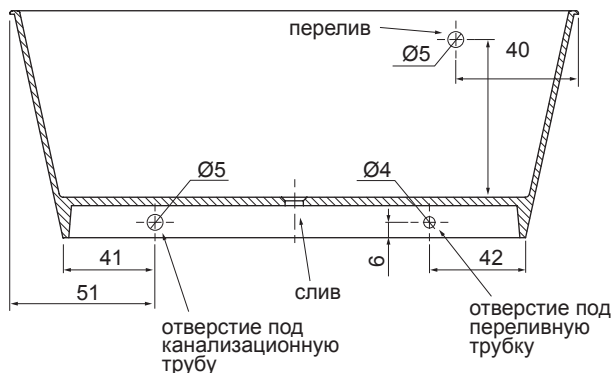 перелив
Ø5
40
Ø5
Ø4
41
6
42
51
слив
отверстие под
канализационную
трубу
отверстие под
переливную
трубку